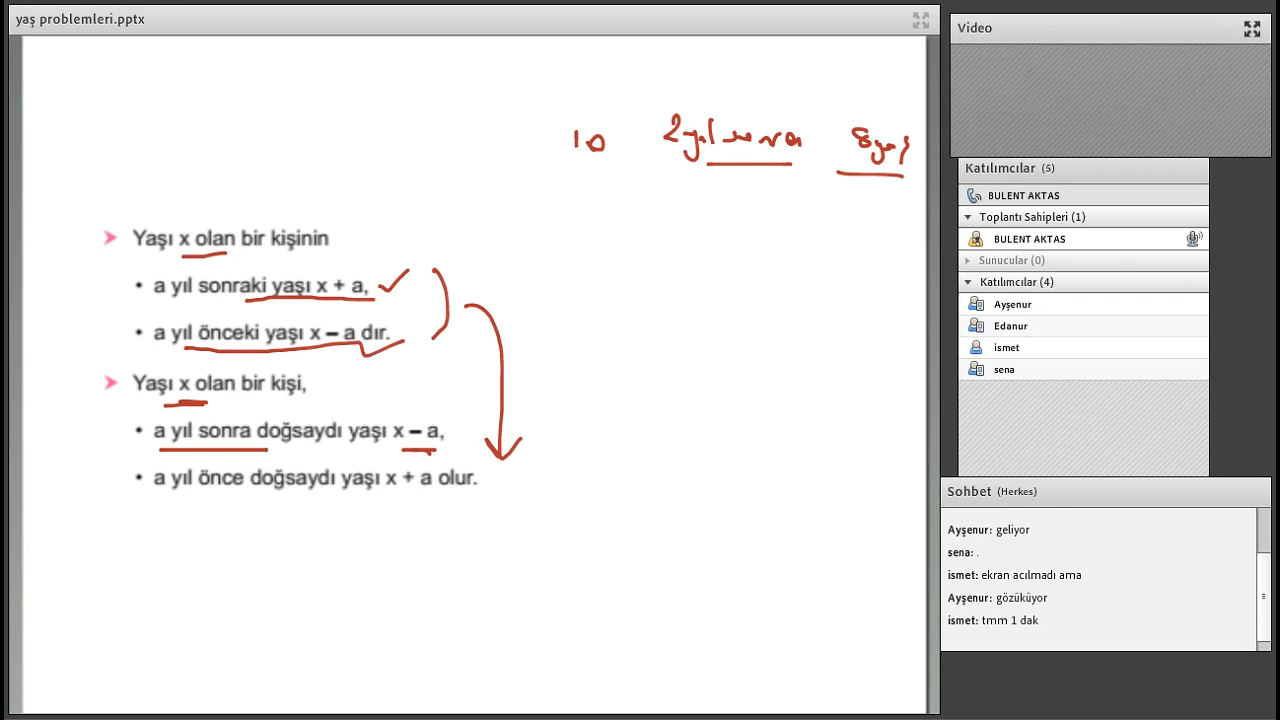 yaş problemleri.pptx
10 2 yıl sonra 8 yaş
Yaşı x olan bir kişinin
• a yıl sonraki yaşı x + a,
• a yıl önceki yaşı x – a dır.
Yaşı x olan bir kişi,
• a yıl sonra doğsaydı yaşı x – a,
• a yıl önce doğsaydı yaşı x + a olur.
Video
Katılımcılar (5)
BULENT AKTAS
Toplantı Sahipleri (1)
BULENT AKTAS
Sunucular (0)
Katılımcılar (4)
Ayşenur
Edanur
ismet
sena
Sohbet (Herkes)
Ayşenur: geliyor
sena: .
ismet: ekran acılmadı ama
Ayşenur: gözüküyor
ismet: tmm 1 dak